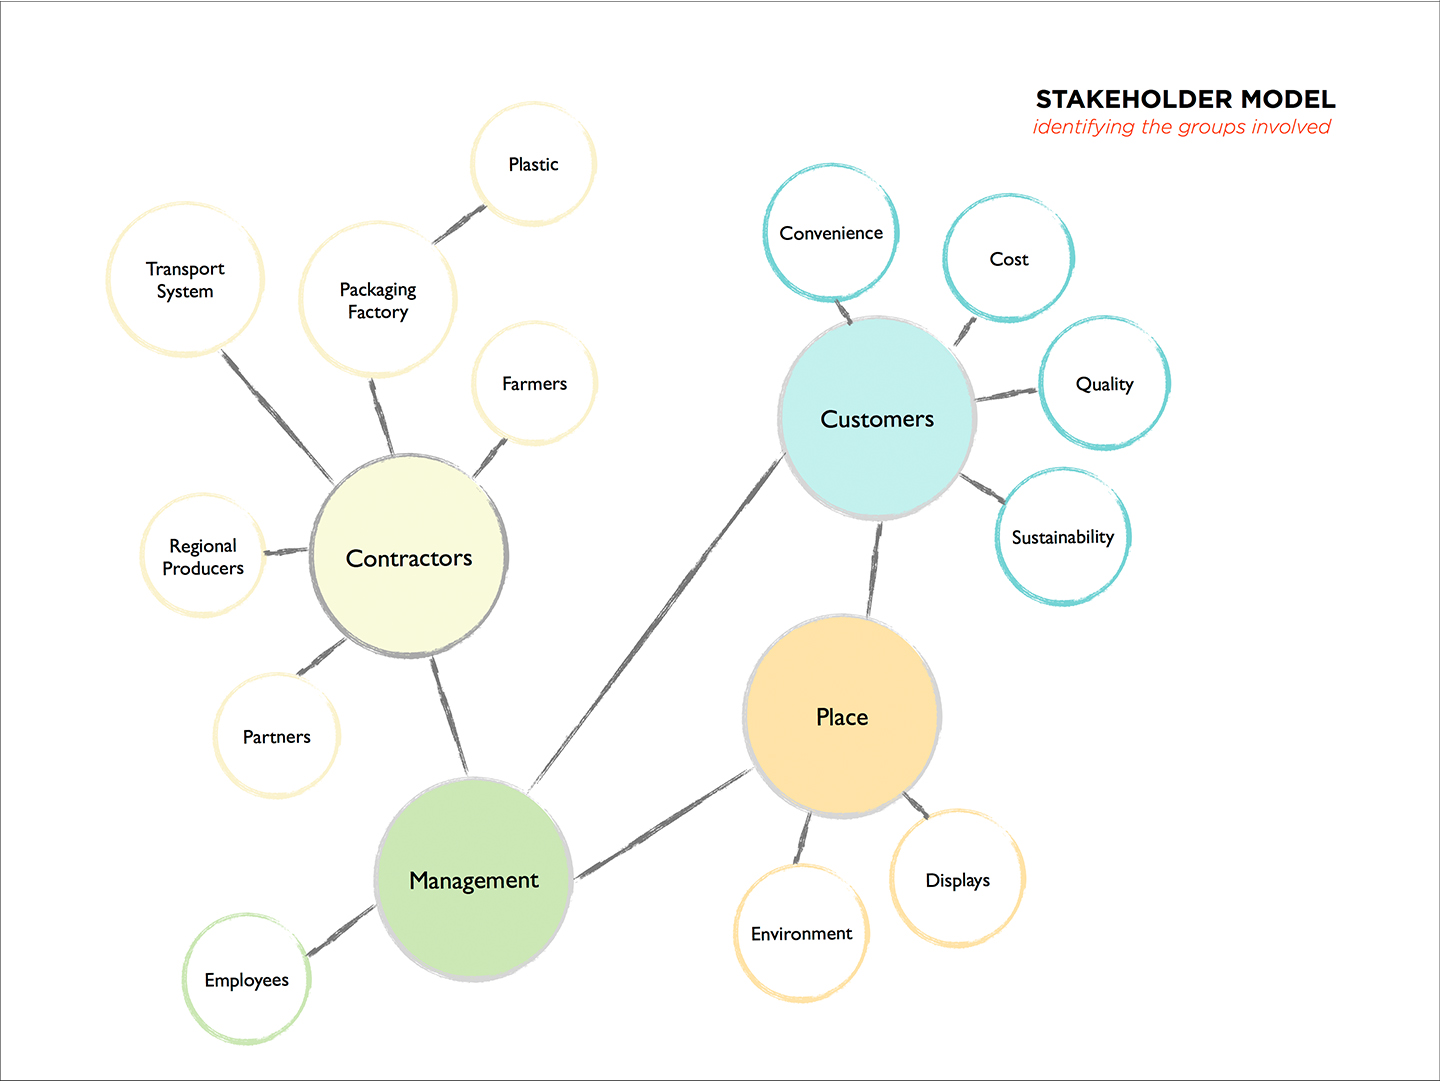 STAKEHOLDER MODEL
identifying the groups involved
Plastic
Transport
System
Packaging
Factory
Farmers
Regional
Producers
Contractors
Partners
Management
Employees
Convenience
Cost
Quality
Customers
Sustainability
Place
Displays
Environment